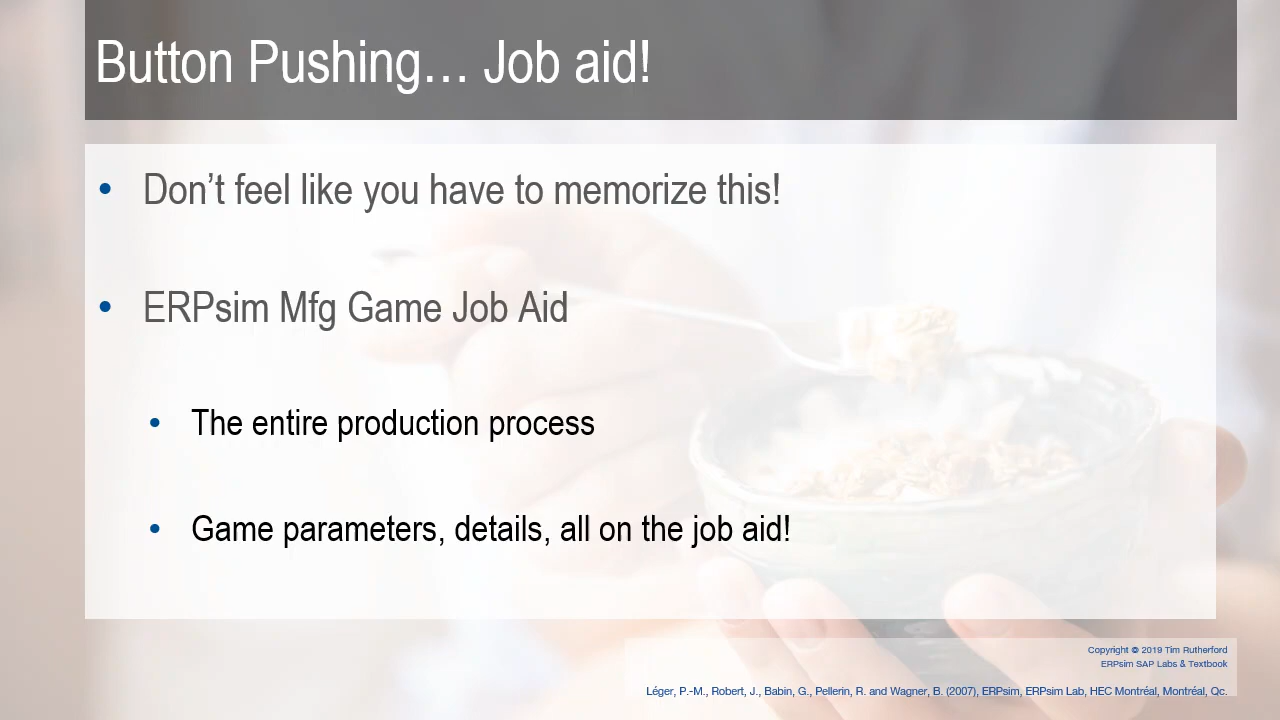 Button Pushing… Job aid!
• Don’t feel like you have to memorize this!
• ERPsim Mfg Game Job Aid
• The entire production process
• Game parameters, details, all on the job aid!
Copyright © 2019 Tim Rutherford
ERPsim SAP Labs & Textbook
Léger, P.-M., Robert, J., Babin, G., Pellerin, R. and Wagner, B. (2007), ERPsim, ERPsim Lab, HEC Montréal, Montréal, Qc.